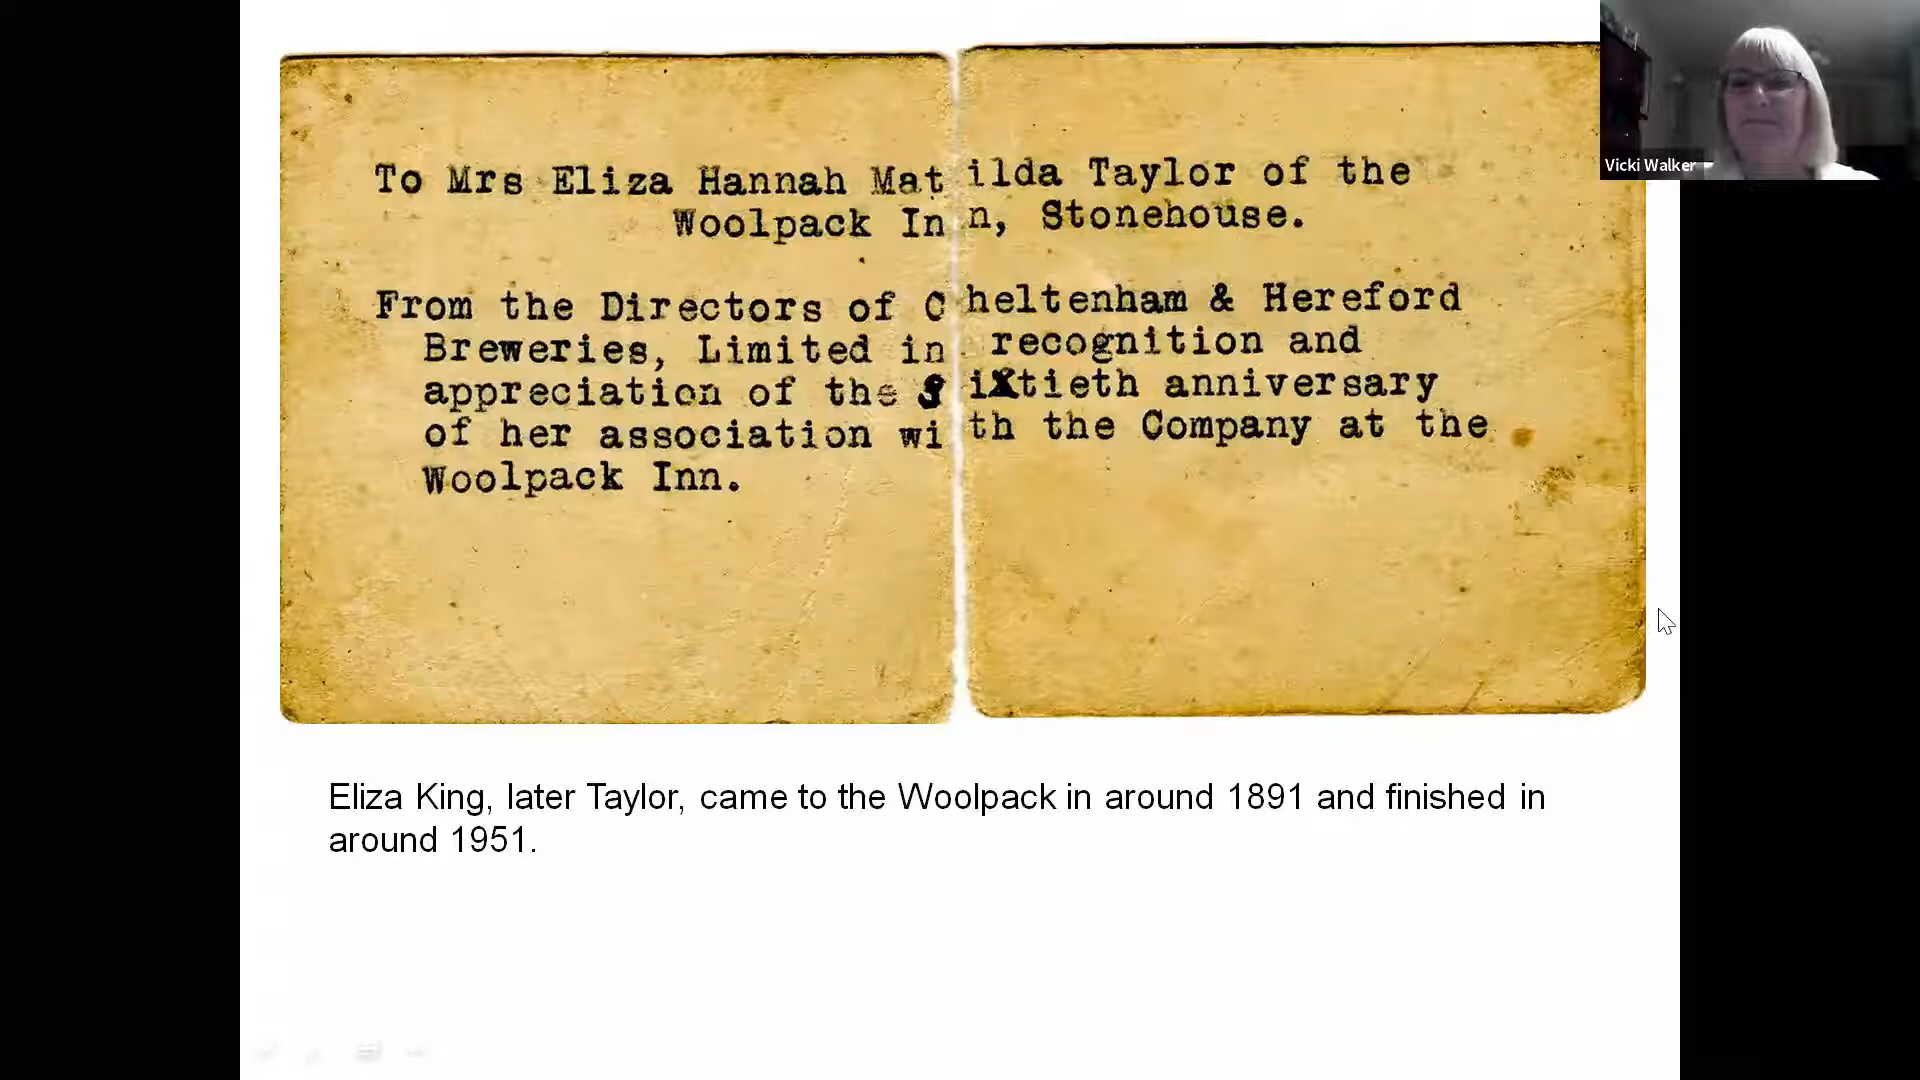 To Mrs Eliza Hannah Matilda Taylor of the
Woolpack Inn, Stonehouse.
From the Directors of Cheltenham & Hereford
Breweries, Limited in recognition and
appreciation of the Sixtieth anniversary
of her association with the Company at the
Woolpack Inn.
Vicki Walker
Eliza King, later Taylor, came to the Woolpack in around 1891 and finished in
around 1951.